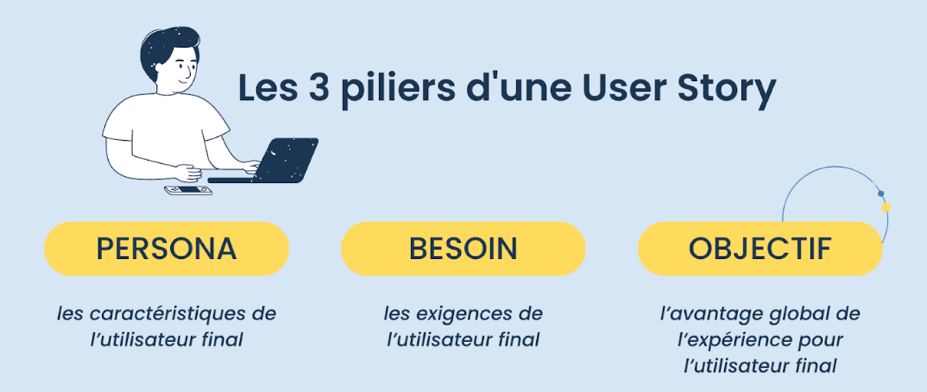 Les 3 piliers d'une User Story
PERSONA
les caractéristiques de
l’utilisateur final
BESOIN
les exigences de
l’utilisateur final
OBJECTIF
l’avantage global de
l’expérience pour
l’utilisateur final